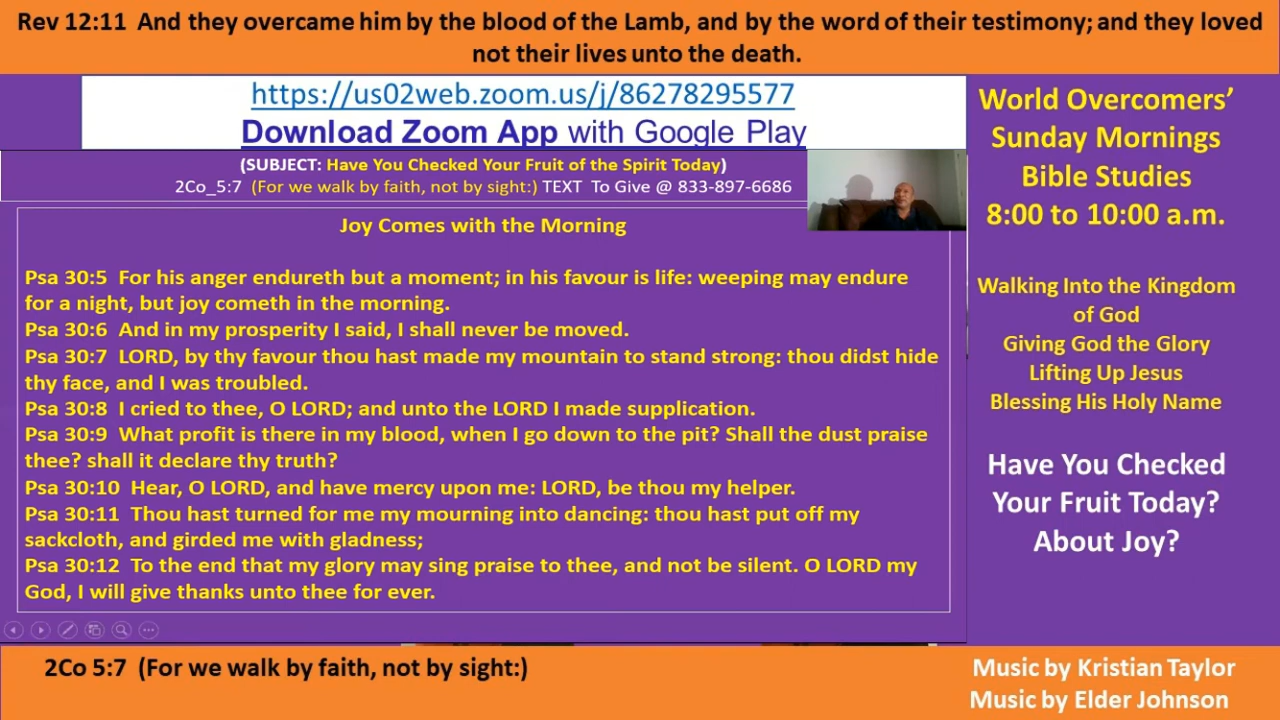 Rev 12:11 And they overcame him by the blood of the Lamb, and by the word of their testimony; and they loved
not their lives unto the death.
https://us02web.zoom.us/j/86278295577
Download Zoom App with Google Play
(SUBJECT: Have You Checked Your Fruit of the Spirit Today)
2Co_5:7 (For we walk by faith, not by sight:) TEXT To Give @ 833-897-6686
Joy Comes with the Morning
Psa 30:5 For his anger endureth but a moment; in his favour is life: weeping may endure
for a night, but joy cometh in the morning.
Psa 30:6 And in my prosperity I said, I shall never be moved.
Psa 30:7 LORD, by thy favour thou hast made my mountain to stand strong: thou didst hide
thy face, and I was troubled.
Psa 30:8 I cried to thee, O LORD; and unto the LORD I made supplication.
Psa 30:9 What profit is there in my blood, when I go down to the pit? Shall the dust praise
thee? shall it declare thy truth?
Psa 30:10 Hear, O LORD, and have mercy upon me: LORD, be thou my helper.
Psa 30:11 Thou hast turned for me my mourning into dancing: thou hast put off my
sackcloth, and girded me with gladness;
Psa 30:12 To the end that my glory may sing praise to thee, and not be silent. O LORD my
God, I will give thanks unto thee for ever.
World Overcomers’
Sunday Mornings
Bible Studies
8:00 to 10:00 a.m.
Walking Into the Kingdom
of God
Giving God the Glory
Lifting Up Jesus
Blessing His Holy Name
Have You Checked
Your Fruit Today?
About Joy?
2Co 5:7 (For we walk by faith, not by sight:)
Music by Kristian Taylor
Music by Elder Johnson